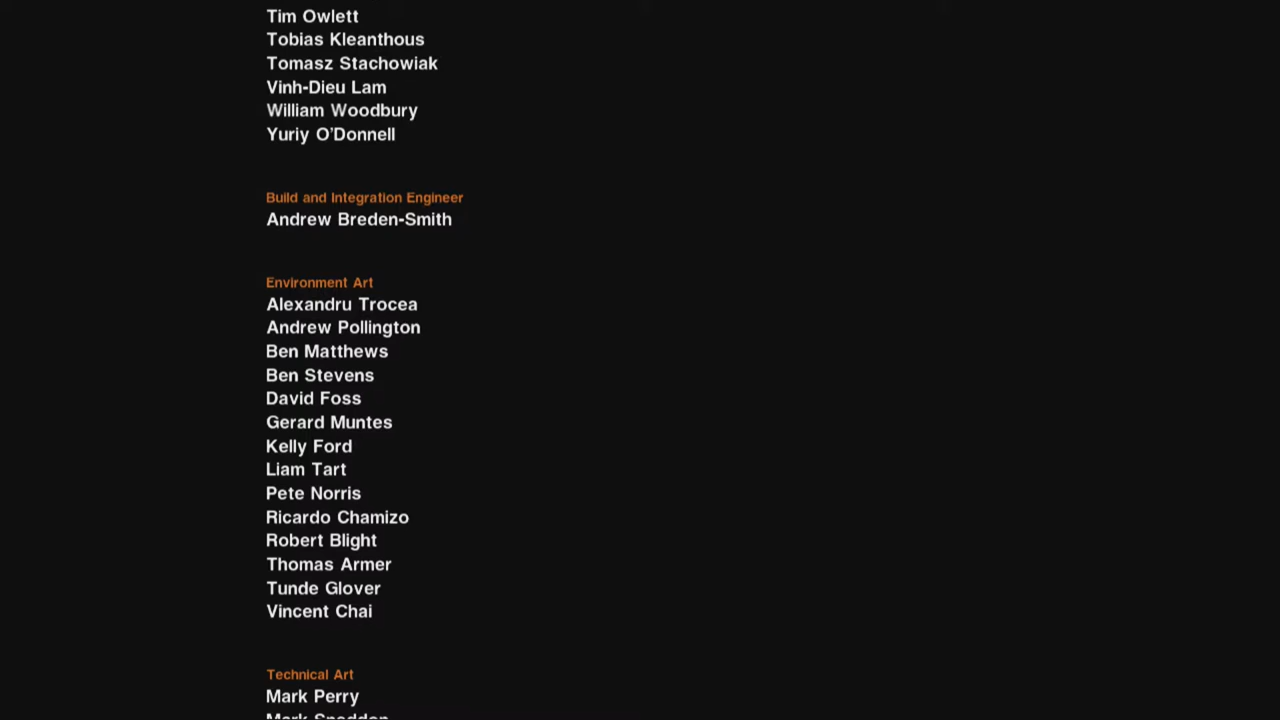 Tim Owlett
Tobias Kleanthous
Tomasz Stachowiak
Vinh-Dieu Lam
William Woodbury
Yuriy O'Donnell
Build and Integration Engineer
Andrew Breden-Smith
Environment Art
Alexandru Trocea
Andrew Pollington
Ben Matthews
Ben Stevens
David Foss
Gerard Muntes
Kelly Ford
Liam Tart
Pete Norris
Ricardo Chamizo
Robert Blight
Thomas Armer
Tunde Glover
Vincent Chai
Technical Art
Mark Perry
Mark